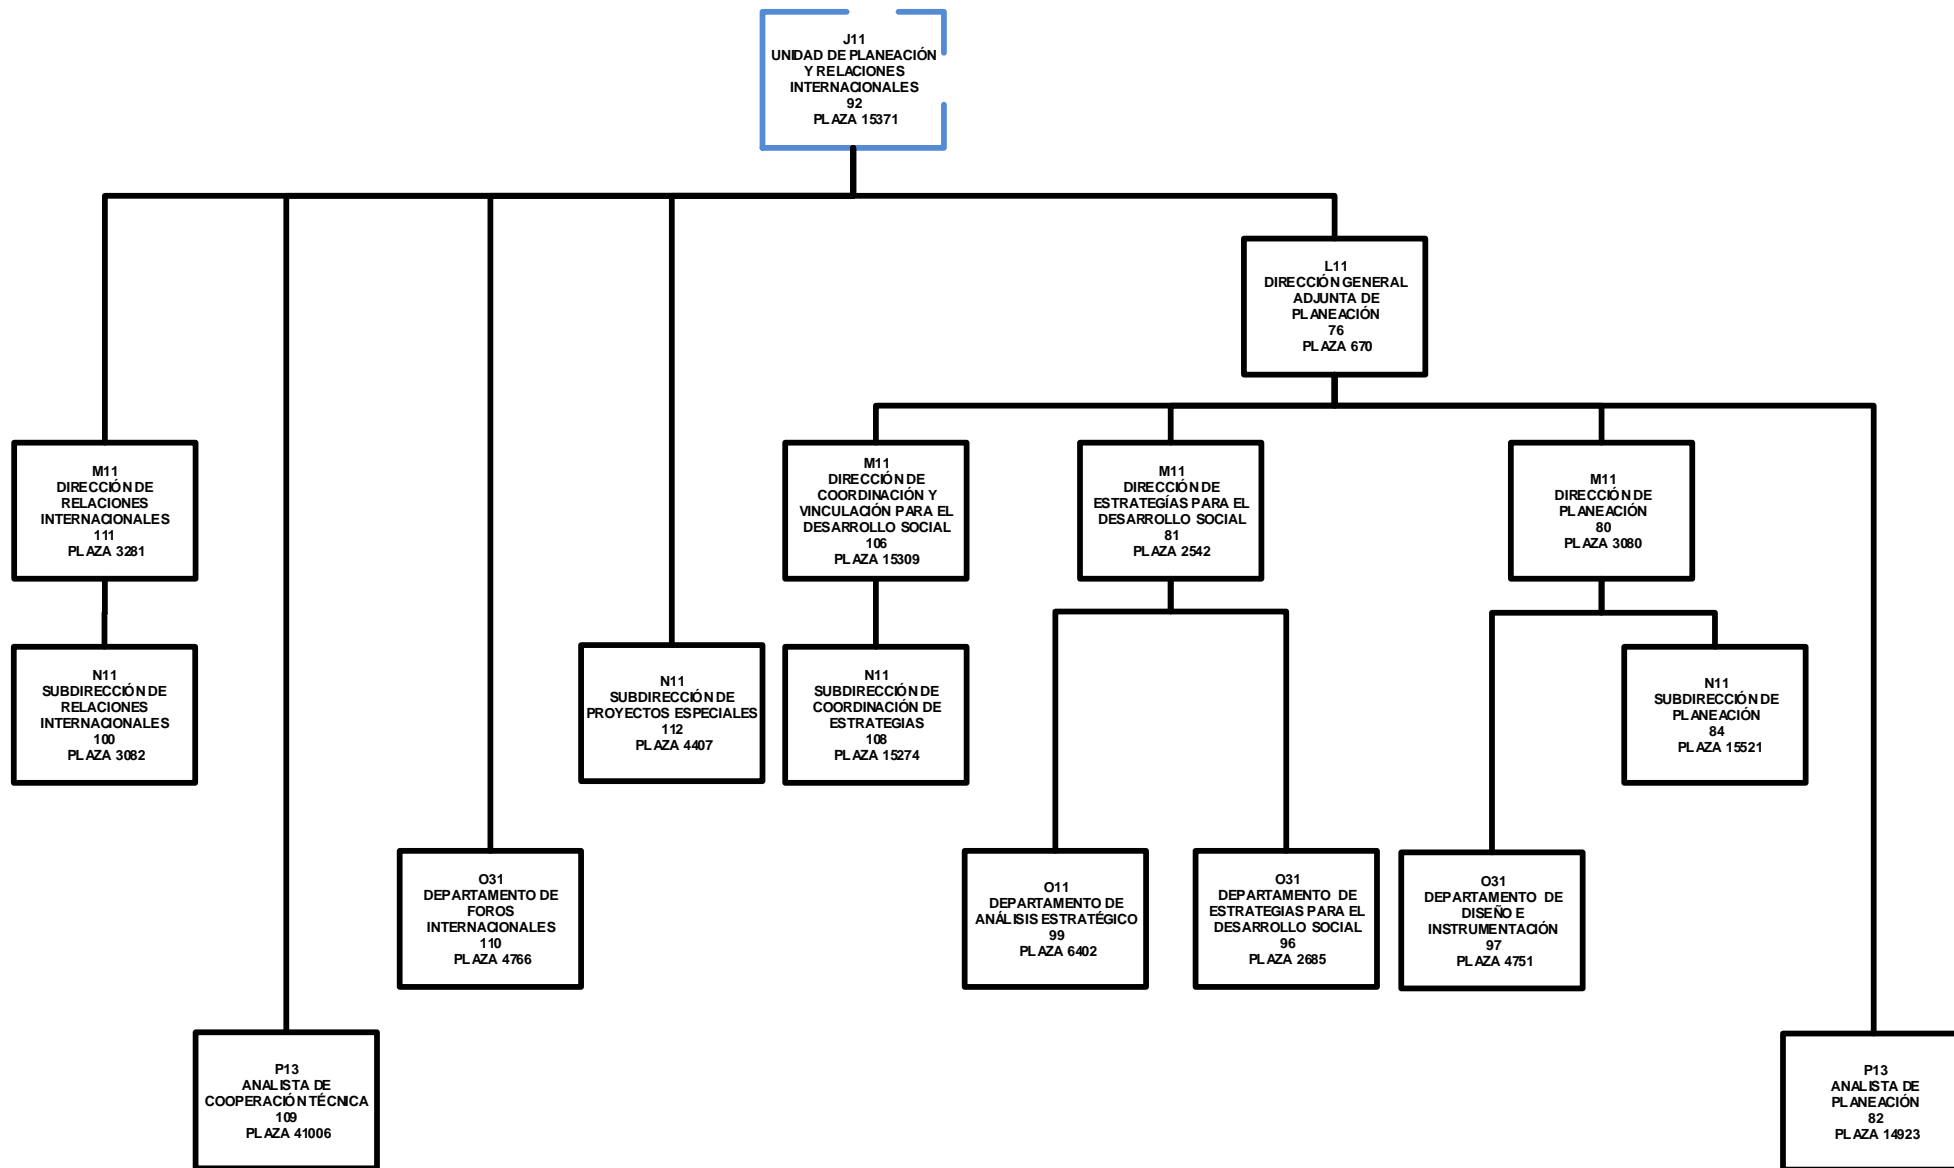 J11
UNIDAD DE PLANEACIÓN
Y RELACIONES
INTERNACIONALES
92
PLAZA 15371
L11
DIRECCIÓN GENERAL
ADJUNTA DE
PLANEACIÓN
76
PLAZA 670
M11
DIRECCIÓN DE
RELACIONES
INTERNACIONALES
111
PLAZA 3281
M11
DIRECCIÓN DE
COORDINACIÓN Y
VINCULACIÓN PARA EL
DESARROLLO SOCIAL
106
PLAZA 15309
M11
DIRECCIÓN DE
ESTRATEGÍAS PARA EL
DESARROLLO SOCIAL
81
PLAZA 2542
M11
DIRECCIÓN DE
PLANEACIÓN
80
PLAZA 3080
N11
SUBDIRECCIÓN DE
RELACIONES
INTERNACIONALES
100
PLAZA 3082
N11
SUBDIRECCIÓN DE
PROYECTOS ESPECIALES
112
PLAZA 4407
N11
SUBDIRECCIÓN DE
COORDINACIÓN DE
ESTRATEGIAS
108
PLAZA 15274
N11
SUBDIRECCIÓN DE
PLANEACIÓN
84
PLAZA 15521
O31
DEPARTAMENTO DE
FOROS
INTERNACIONALES
110
PLAZA 4766
O11
DEPARTAMENTO DE
ANÁLISIS ESTRATÉGICO
99
PLAZA 6402
O31
DEPARTAMENTO DE
ESTRATEGIAS PARA EL
DESARROLLO SOCIAL
96
PLAZA 2685
O31
DEPARTAMENTO DE
DISEÑO E
INSTRUMENTACIÓN
97
PLAZA 4751
P13
ANALISTA DE
COOPERACIÓN TÉCNICA
109
PLAZA 41006
P13
ANALISTA DE
PLANEACIÓN
82
PLAZA 14923